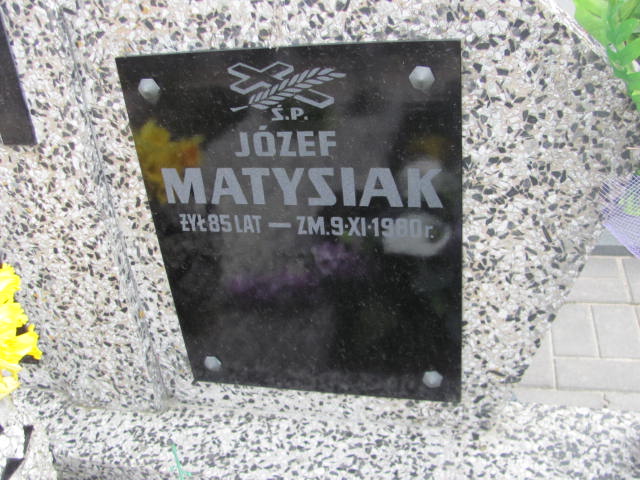 Ś.P.
JÓZEF
MATYSIAK
ŻYŁ 85 LAT — ZM. 9·XI·1980 r.